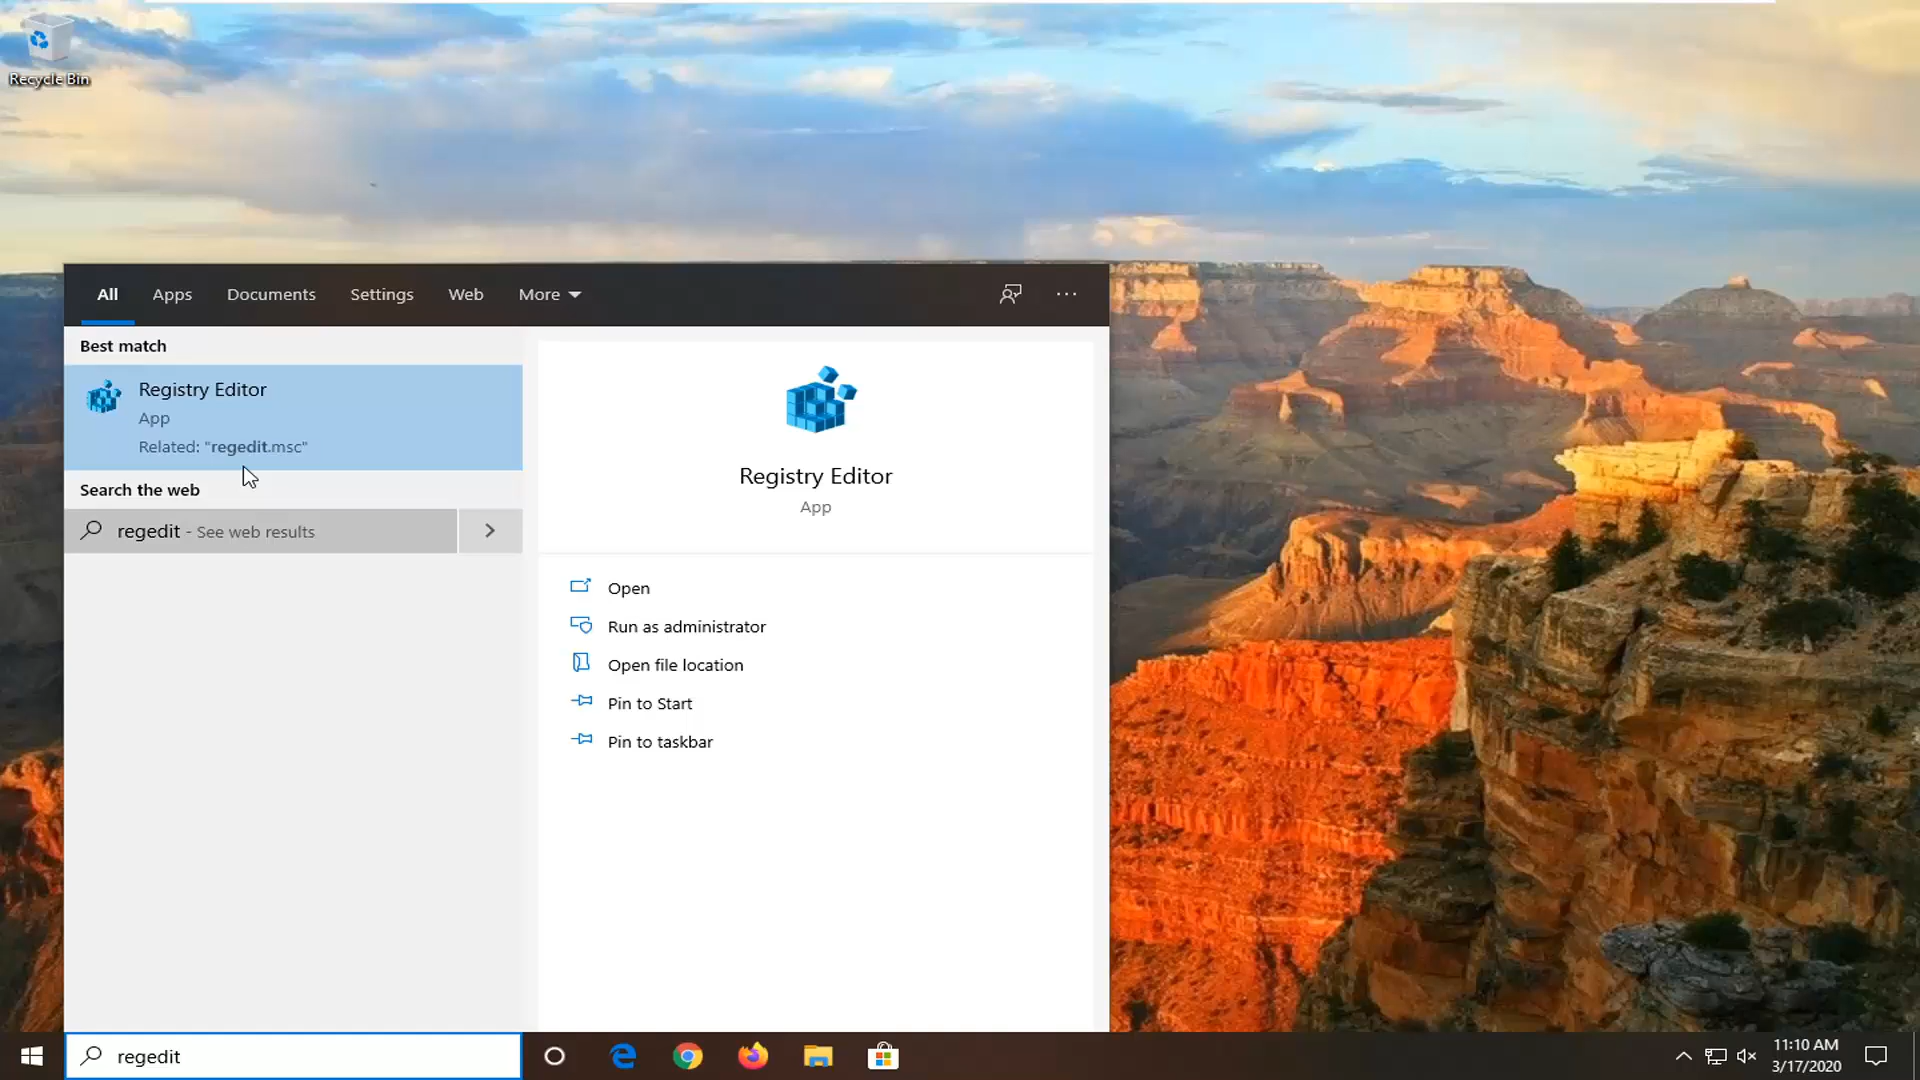 Recycle Bin
All Apps Documents Settings Web More
Best match
Registry Editor
App
Related: "regedit.msc"
Search the web
regedit - See web results
Registry Editor
App
Open
Run as administrator
Open file location
Pin to Start
Pin to taskbar
regedit
11:10 AM
3/17/2020